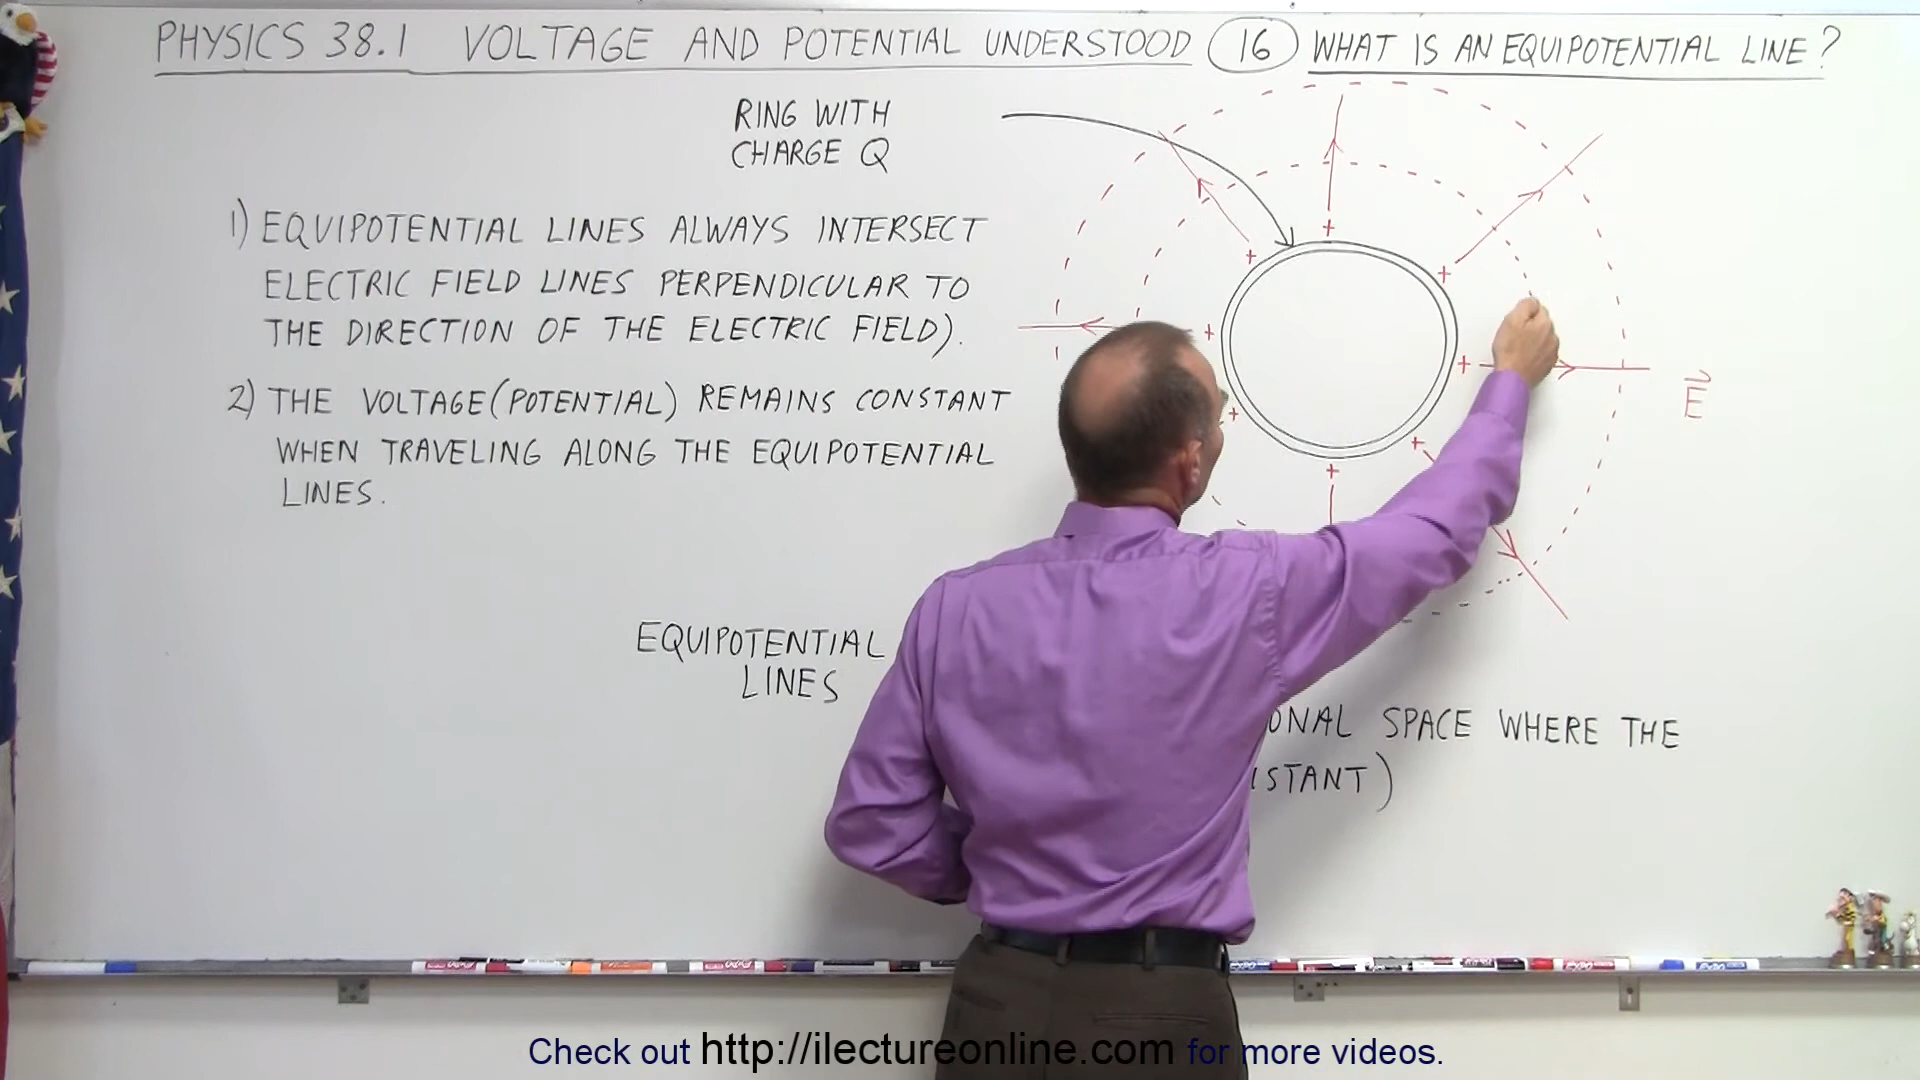 PHYSICS 38.1 VOLTAGE AND POTENTIAL UNDERSTOOD 16 WHAT IS AN EQUIPOTENTIAL LINE?
RING WITH
CHARGE Q
1) EQUIPOTENTIAL LINES ALWAYS INTERSECT
ELECTRIC FIELD LINES PERPENDICULAR TO
THE DIRECTION OF THE ELECTRIC FIELD).
2) THE VOLTAGE (POTENTIAL) REMAINS CONSTANT
WHEN TRAVELING ALONG THE EQUIPOTENTIAL
LINES.
E
EQUIPOTENTIAL
LINES
SPACE WHERE THE
Check out http://ilectureonline.com for more videos.